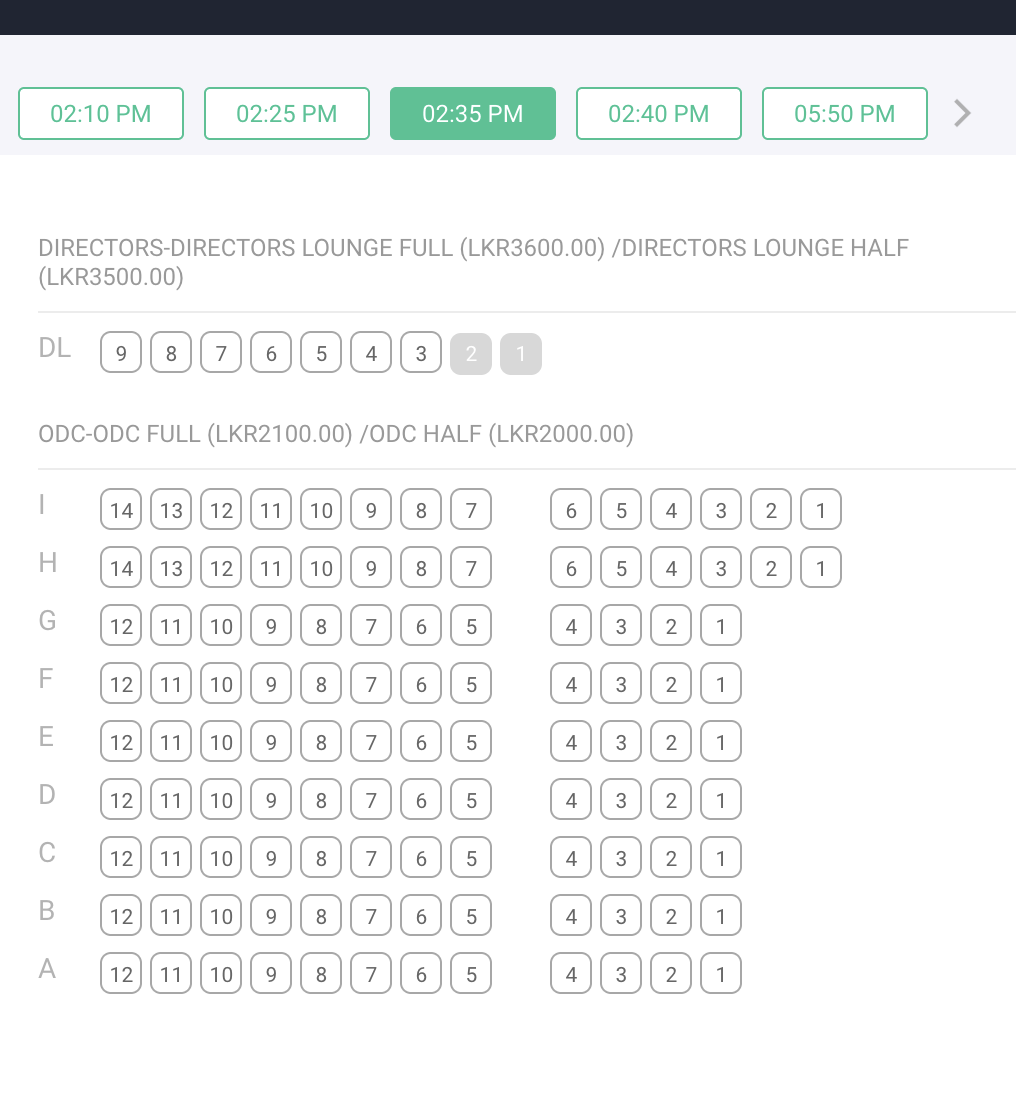 02:10 PM 02:25 PM 02:35 PM 02:40 PM 05:50 PM
DIRECTORS-DIRECTORS LOUNGE FULL (LKR3600.00) /DIRECTORS LOUNGE HALF
(LKR3500.00)
DL 9 8 7 6 5 4 3 2 1
ODC-ODC FULL (LKR2100.00) /ODC HALF (LKR2000.00)
I 14 13 12 11 10 9 8 7 6 5 4 3 2 1
H 14 13 12 11 10 9 8 7 6 5 4 3 2 1
G 12 11 10 9 8 7 6 5 4 3 2 1
F 12 11 10 9 8 7 6 5 4 3 2 1
E 12 11 10 9 8 7 6 5 4 3 2 1
D 12 11 10 9 8 7 6 5 4 3 2 1
C 12 11 10 9 8 7 6 5 4 3 2 1
B 12 11 10 9 8 7 6 5 4 3 2 1
A 12 11 10 9 8 7 6 5 4 3 2 1